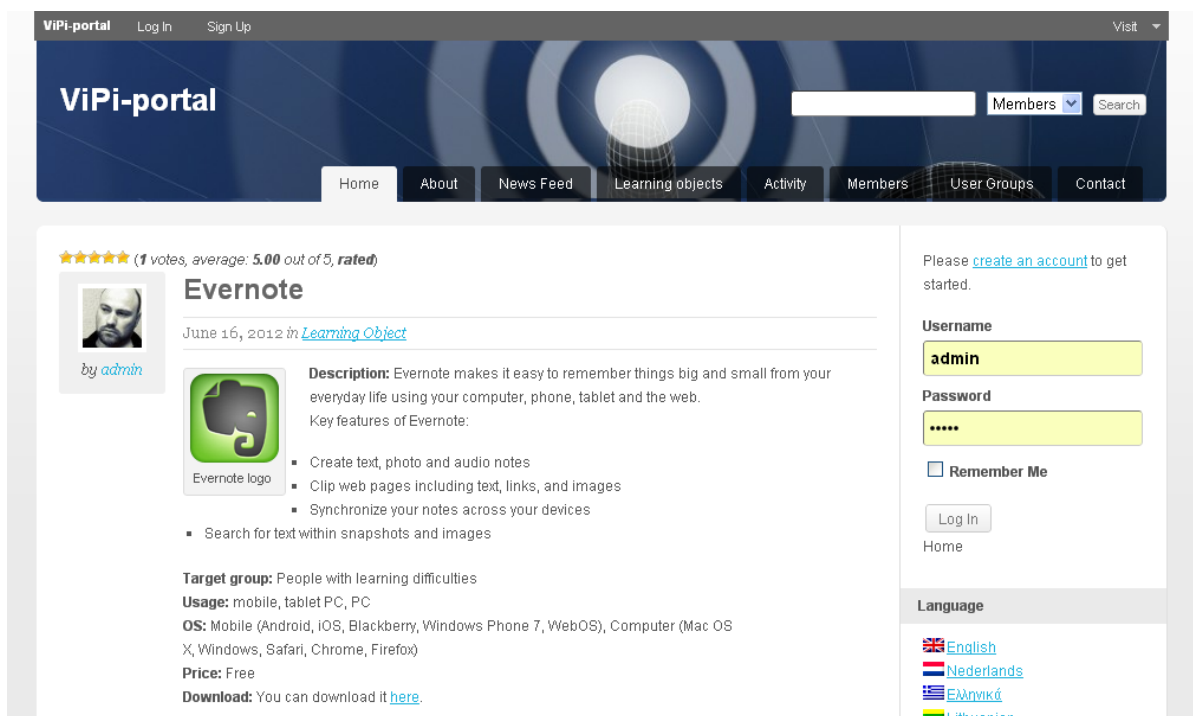 ViPi-portal Log In Sign Up Visit
ViPi-portal
Members Search
Home About News Feed Learning objects Activity Members User Groups Contact
(1 votes, average: 5.00 out of 5, rated)
Evernote
June 16, 2012 in Learning Object
by admin
Description: Evernote makes it easy to remember things big and small from your
everyday life using your computer, phone, tablet and the web.
Key features of Evernote:
Evernote logo
▪ Create text, photo and audio notes
▪ Clip web pages including text, links, and images
▪ Synchronize your notes across your devices
▪ Search for text within snapshots and images
Target group: People with learning difficulties
Usage: mobile, tablet PC, PC
OS: Mobile (Android, iOS, Blackberry, Windows Phone 7, WebOS), Computer (Mac OS
X, Windows, Safari, Chrome, Firefox)
Price: Free
Download: You can download it here.
Please create an account to get
started.
Username
admin
Password
•••••
Remember Me
Log In
Home
Language
English
Nederlands
Ελληνικά
Lithuanian